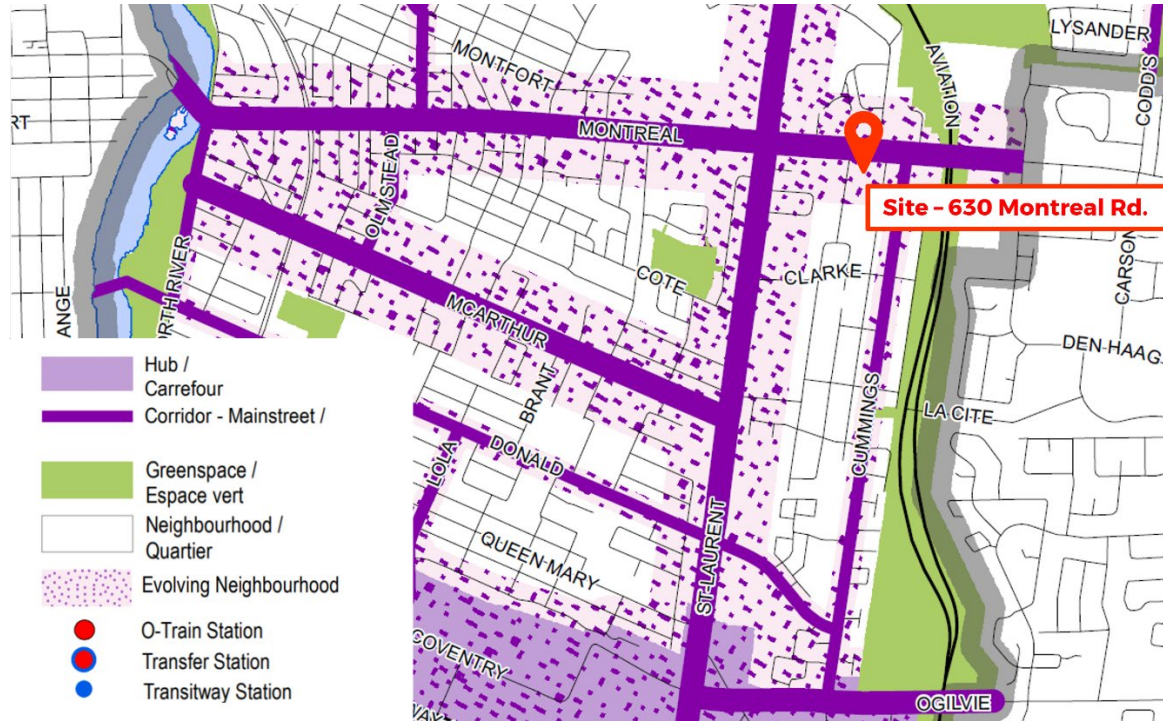 LYSANDER
MONTFORT
AVIATION
CODD'S
RT
MONTREAL
OLMSTEAD
Site – 630 Montreal Rd.
COTE
CLARKE
CARSON
ANGE
MCARTHUR
DEN HAAG
BRANT
CUMMINGS
LA CITE
LOLA
DONALD
ST-LAURENT
QUEEN MARY
COVENTRY
OGILVIE
Hub /
Carrefour
Corridor - Mainstreet /
Greenspace /
Espace vert
Neighbourhood /
Quartier
Evolving Neighbourhood
O-Train Station
Transfer Station
Transitway Station